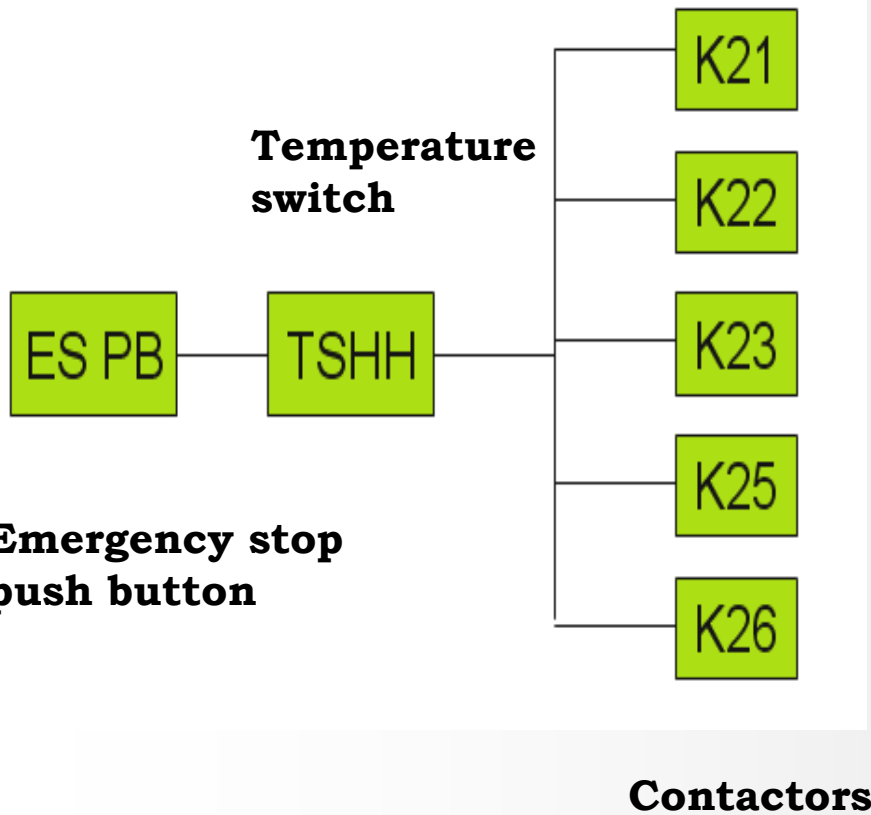 K21
Temperature
switch
K22
ES PB
TSHH
K23
K25
Emergency stop
push button
K26
Contactors